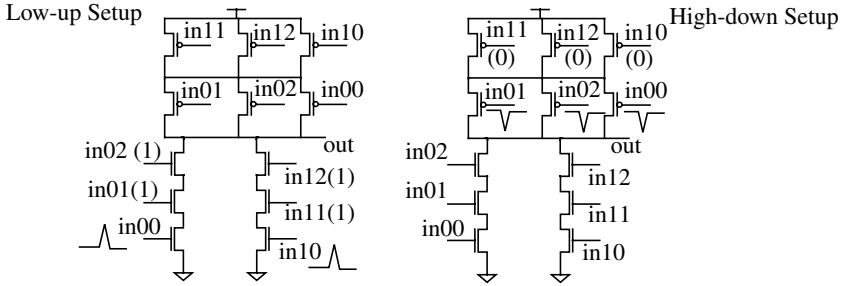 Low-up Setup
in11 in12 in10
in01 in02 in00
out
in02 (1)
in12(1)
in01(1)
in11(1)
in00
in10
High-down Setup
in11 in12 in10
(0) (0) (0)
in01 in02 in00
out
in02
in12
in01
in11
in00
in10